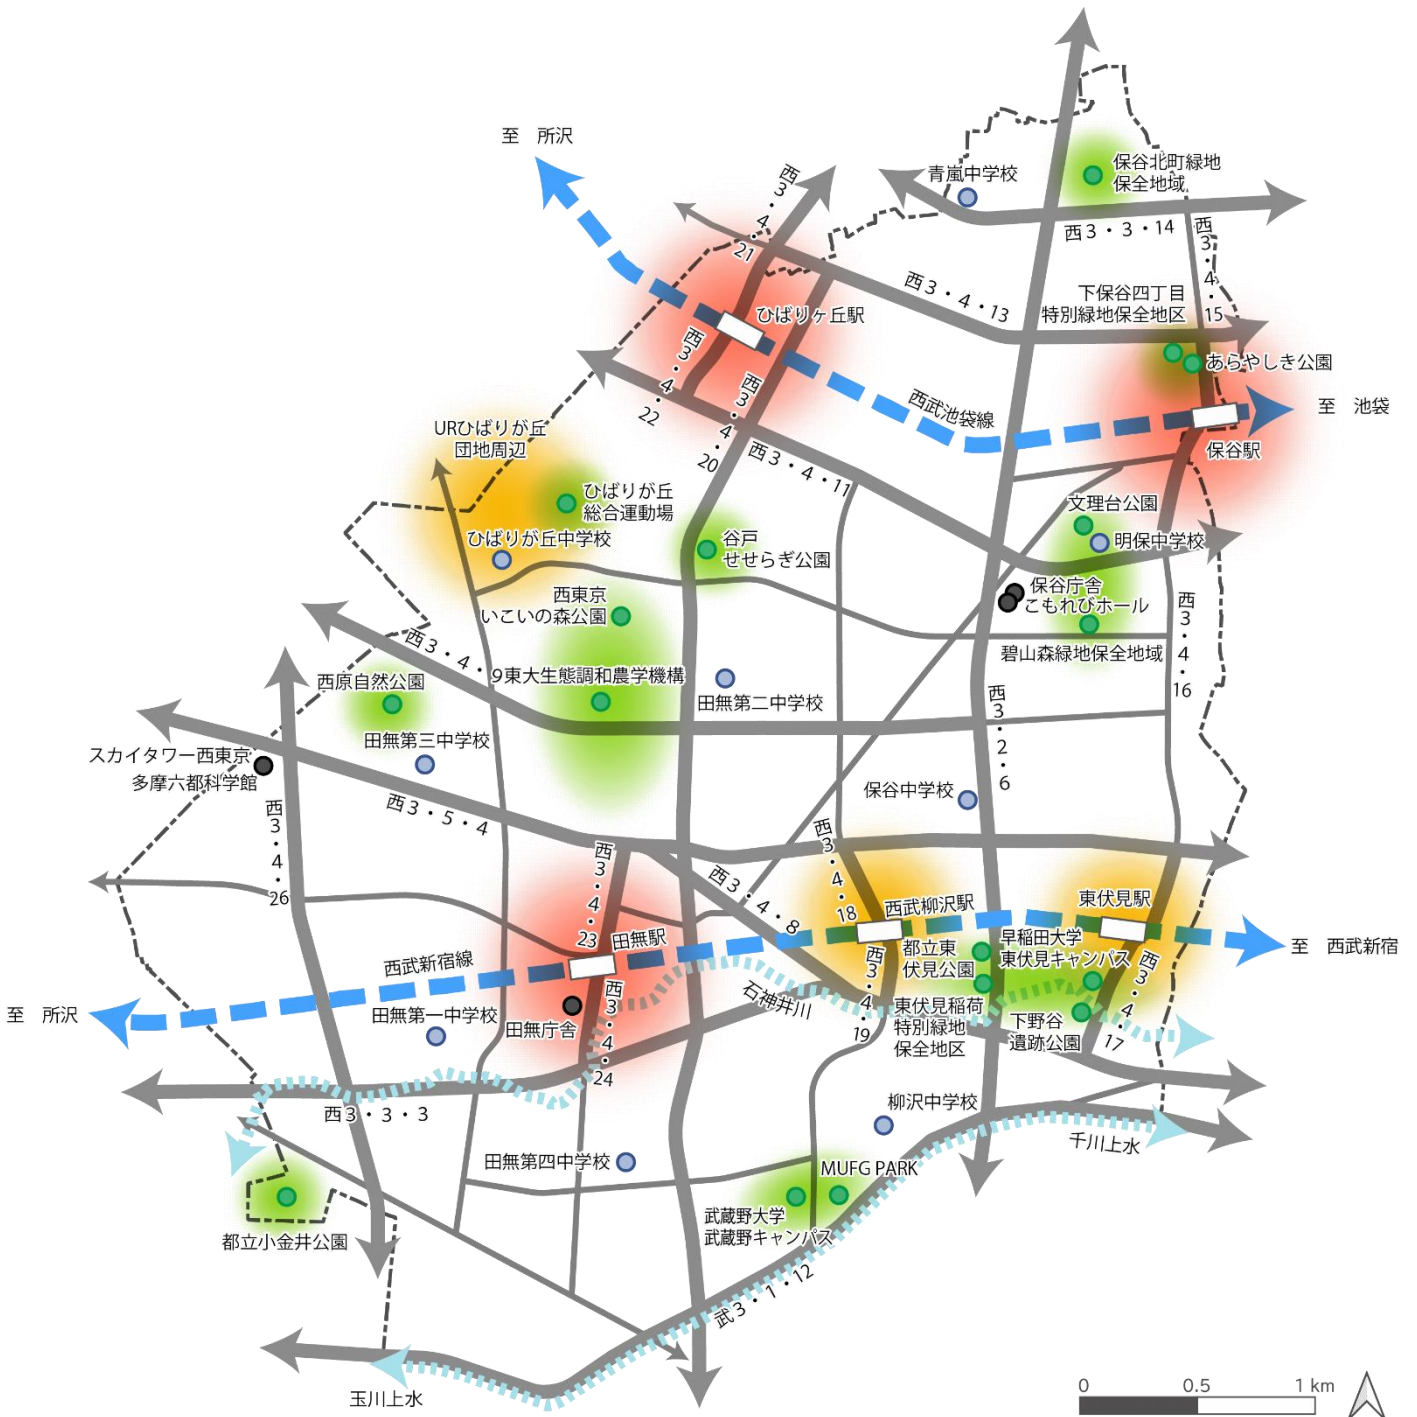 至　所沢
西3・4・21
青嵐中学校
保谷北町緑地
保全地域
西3・3・14
西3・4・15
西3・4・13
下保谷四丁目
特別緑地保全地区
ひばりヶ丘駅
西3・4・22
あらやしき公園
西武池袋線
至　池袋
保谷駅
西3・4・20
URひばりが丘
団地周辺
西3・4・11
ひばりが丘
総合運動場
文理台公園
ひばりが丘中学校
谷戸
せせらぎ公園
明保中学校
西東京
いこいの森公園
保谷庁舎
こもれびホール
西3・4・16
碧山森緑地保全地域
西3・4・9
東大生態調和農学機構
西原自然公園
田無第二中学校
西3・2・6
田無第三中学校
スカイタワー西東京
多摩六都科学館
西3・5・4
保谷中学校
西3・4・26
西3・4・18
西3・4・23
西3・4・8
西武柳沢駅
東伏見駅
田無駅
西武新宿線
都立東
伏見公園
早稲田大学
東伏見キャンパス
至　西武新宿
至　所沢
石神井川
西3・4・19
西3・4・17
東伏見稲荷
特別緑地
保全地区
下野谷
遺跡公園
田無第一中学校
田無庁舎
西3・4・24
西3・3・3
柳沢中学校
千川上水
田無第四中学校
MUFG PARK
武蔵野大学
武蔵野キャンパス
都立小金井公園
武3・1・12
玉川上水
0 0.5 1 km